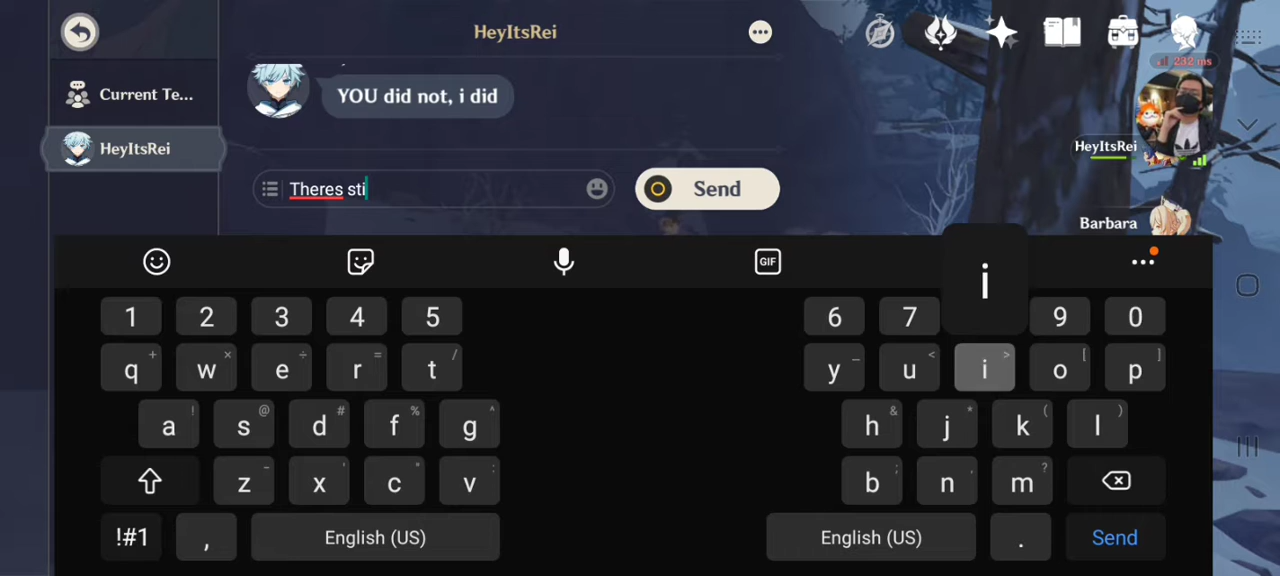 HeyItsRei
232 ms
Current Te...
YOU did not, i did
HeyItsRei
HeyItsRei
Theres sti
Send
Barbara
GIF
i
1 2 3 4 5 6 7 9 0
q + w × e ÷ r = t / y _ u < i > o [ p ]
a ! s @ d # f % g ^ h & j * k ( l )
z - x ' c " v : b ; n , m ?
!#1 , English (US) English (US) . Send